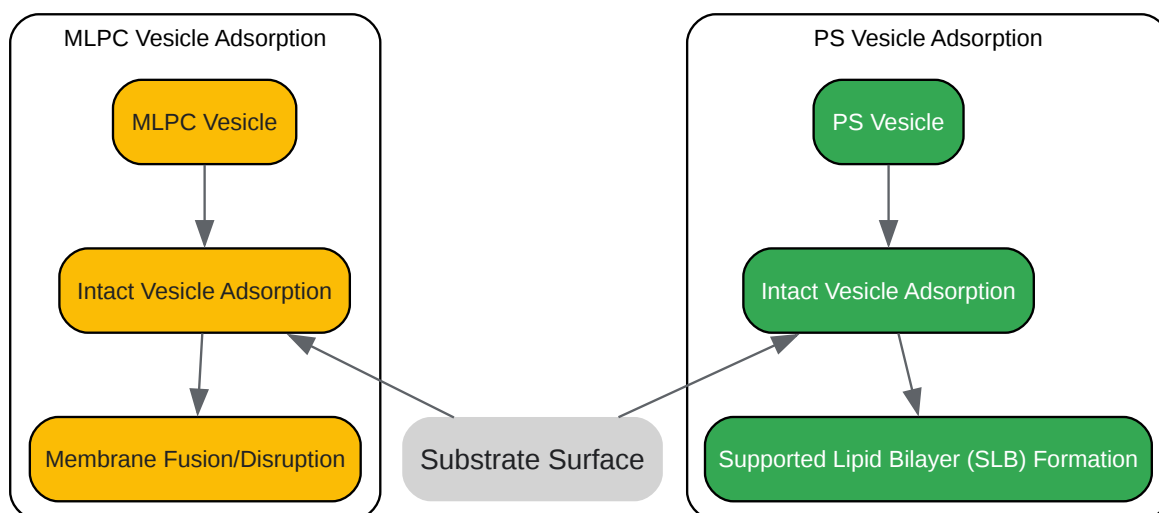 MLPC Vesicle Adsorption
MLPC Vesicle
Intact Vesicle Adsorption
Membrane Fusion/Disruption
Substrate Surface
PS Vesicle Adsorption
PS Vesicle
Intact Vesicle Adsorption
Supported Lipid Bilayer (SLB) Formation